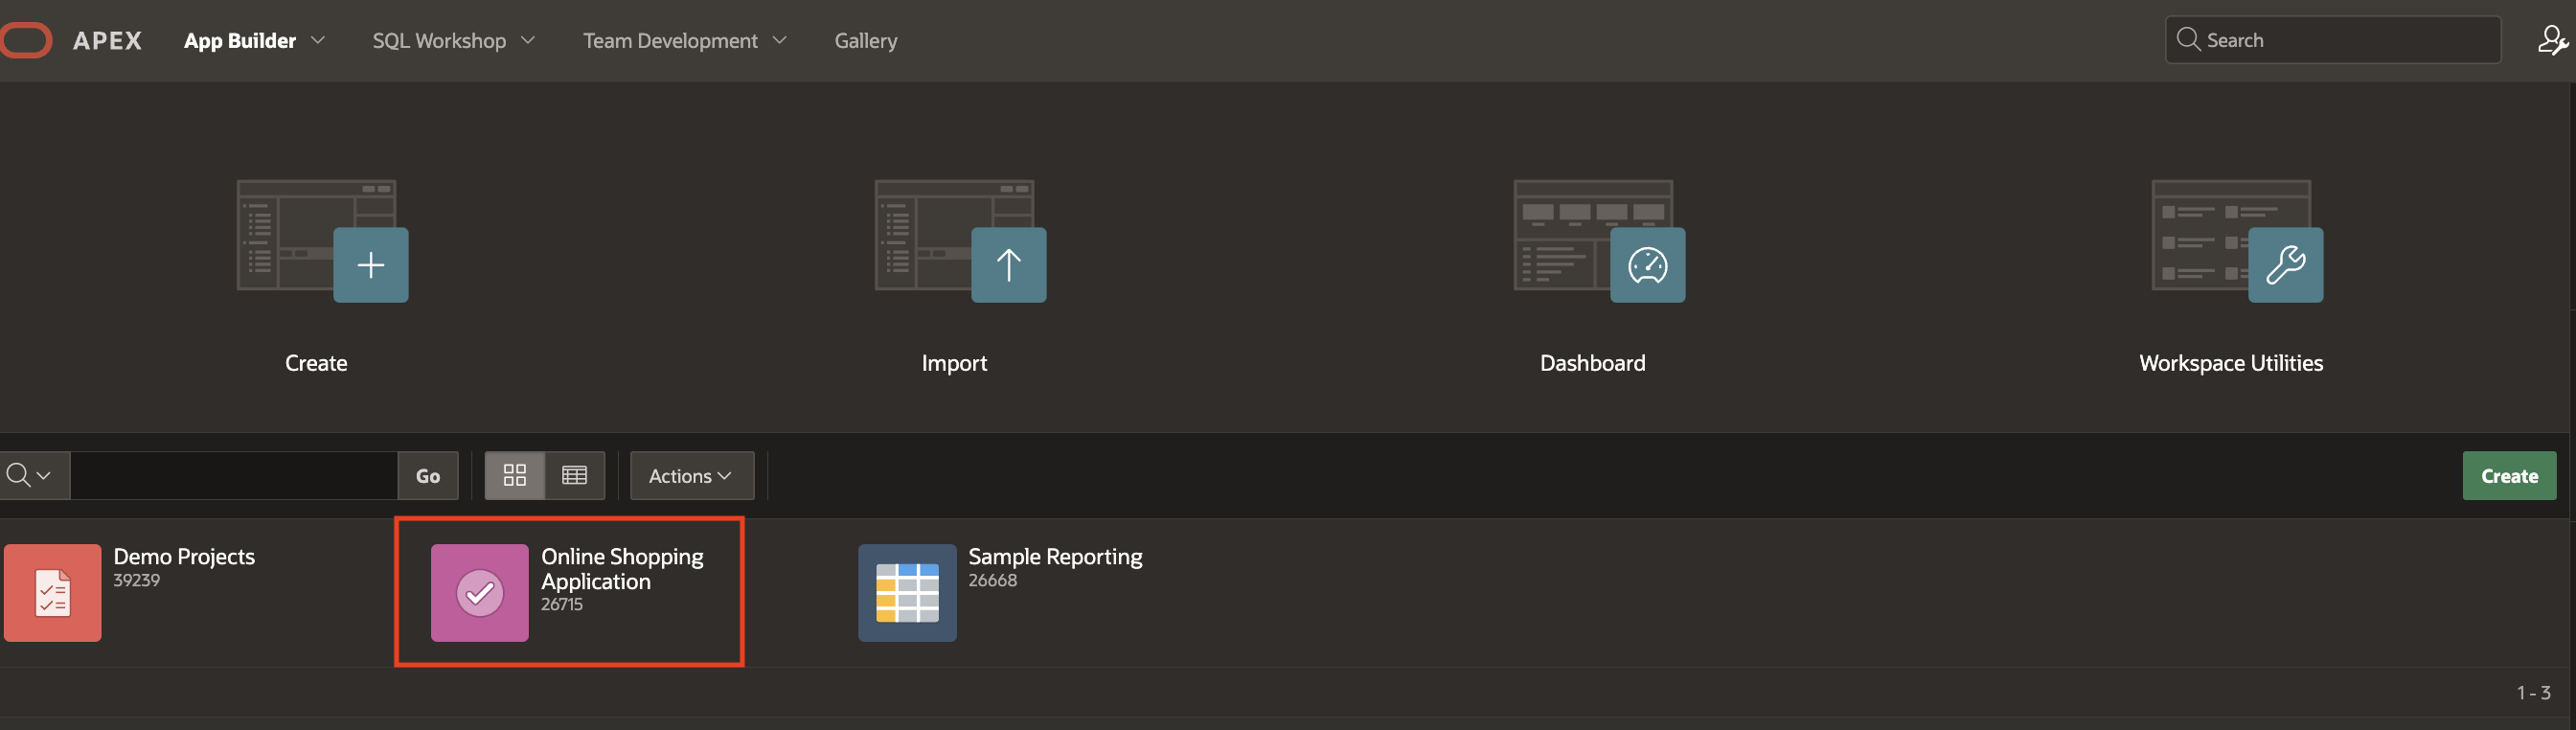 APEX App Builder SQL Workshop Team Development Gallery Search
Create Import Dashboard Workspace Utilities
Go Actions Create
Demo Projects
39239
Online Shopping
Application
26715
Sample Reporting
26668
1 - 3